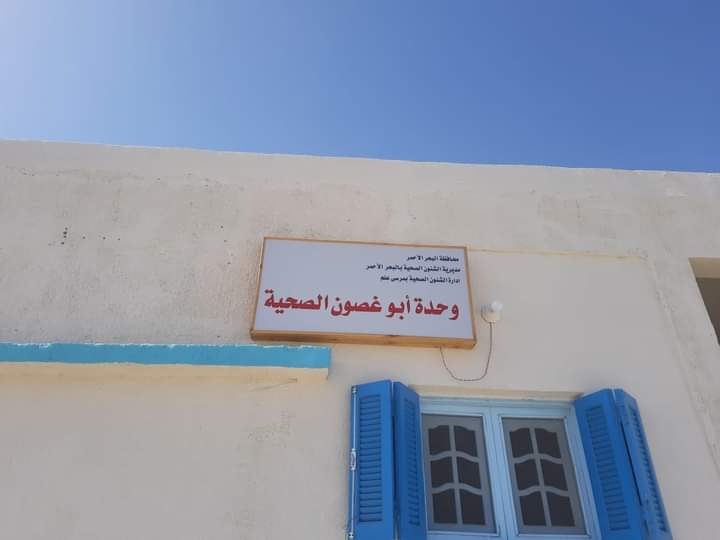 محافظة البحر الأحمر
مديرية الشئون الصحية بالبحر الأحمر
ادارة الشئون الصحية بمرسى علم
وحدة أبو غصون الصحية